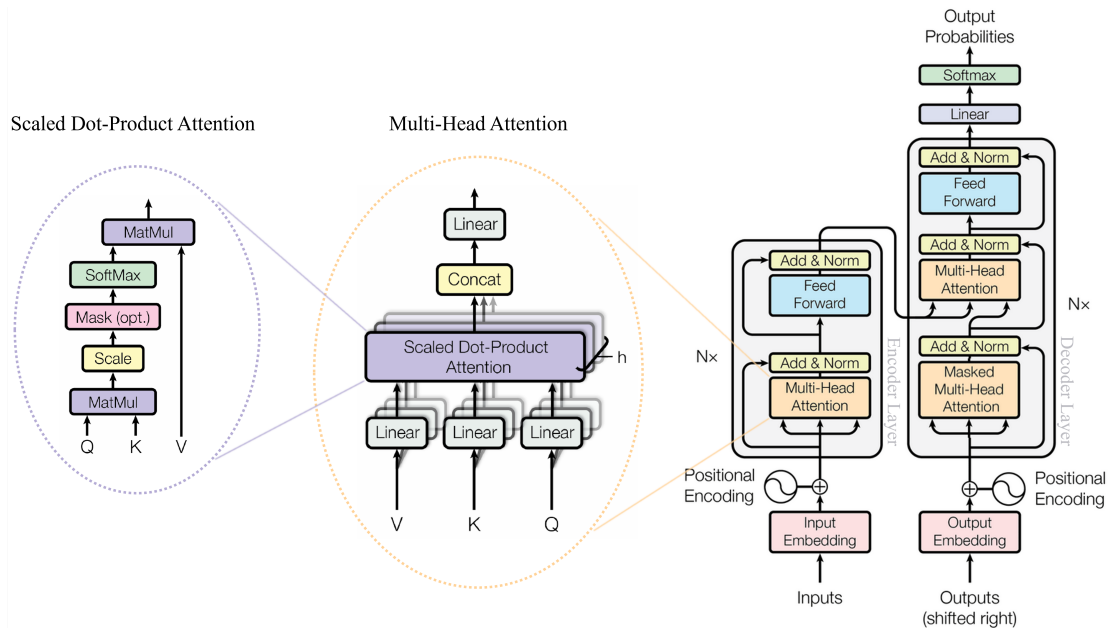 Scaled Dot-Product Attention
MatMul
SoftMax
Mask (opt.)
Scale
MatMul
Q
K
V
Multi-Head Attention
Linear
Concat
Scaled Dot-Product
Attention
h
Linear
Linear
Linear
V
K
Q
Add & Norm
Feed
Forward
N×
Add & Norm
Multi-Head
Attention
Encoder Layer
Positional
Encoding
Input
Embedding
Inputs
Output
Probabilities
Softmax
Linear
Add & Norm
Feed
Forward
Add & Norm
Multi-Head
Attention
N×
Add & Norm
Masked
Multi-Head
Attention
Decoder Layer
Positional
Encoding
Output
Embedding
Outputs
(shifted right)